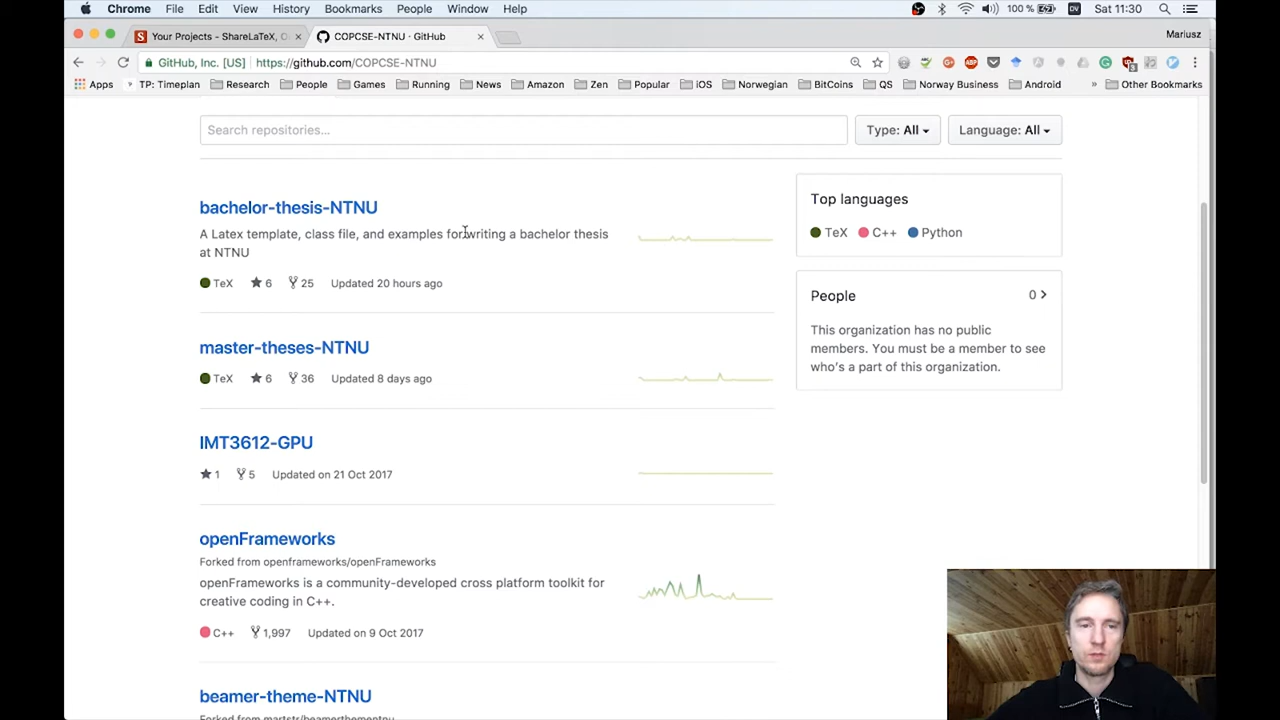 Chrome File Edit View History Bookmarks People Window Help 100 % Sat 11:30
Your Projects - ShareLaTeX, O COPCSE-NTNU · GitHub Mariusz
GitHub, Inc. [US] https://github.com/COPCSE-NTNU
Apps TP: Timeplan Research People Games Running News Amazon Zen Popular iOS Norwegian BitCoins QS Norway Business Android » Other Bookmarks
Search repositories... Type: All Language: All
bachelor-thesis-NTNU
A Latex template, class file, and examples for writing a bachelor thesis
at NTNU
TeX 6 25 Updated 20 hours ago
Top languages
TeX C++ Python
People 0
This organization has no public
members. You must be a member to see
who's a part of this organization.
master-theses-NTNU
TeX 6 36 Updated 8 days ago
IMT3612-GPU
1 5 Updated on 21 Oct 2017
openFrameworks
Forked from openframeworks/openFrameworks
openFrameworks is a community-developed cross platform toolkit for
creative coding in C++.
C++ 1,997 Updated on 9 Oct 2017
beamer-theme-NTNU
Forked from